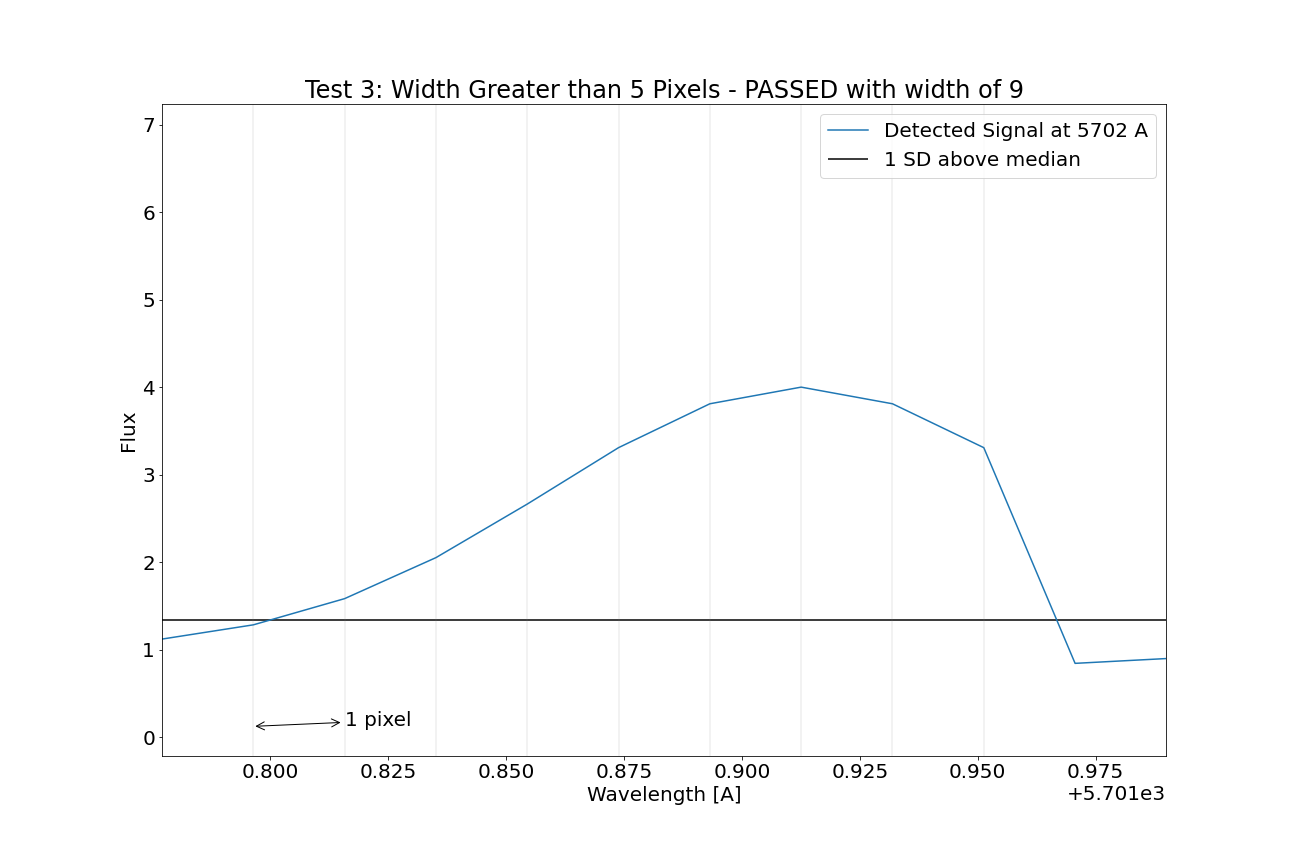 Test 3: Width Greater than 5 Pixels - PASSED with width of 9
Detected Signal at 5702 A
1 SD above median
7
6
5
4
3
2
1
0
Flux
1 pixel
0.800 0.825 0.850 0.875 0.900 0.925 0.950 0.975
Wavelength [A]
+5.701e3